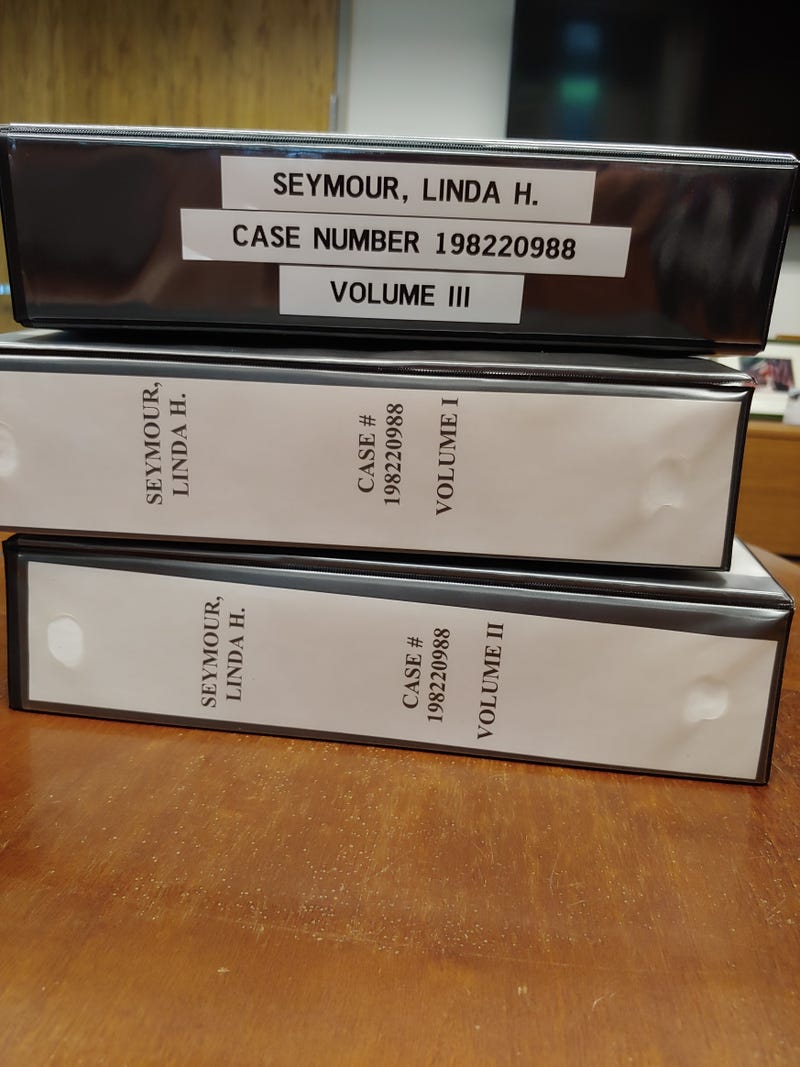 SEYMOUR, LINDA H.
CASE NUMBER 198220988
VOLUME III
SEYMOUR,
LINDA H.
CASE #
198220988
VOLUME I
SEYMOUR,
LINDA H.
CASE #
198220988
VOLUME II